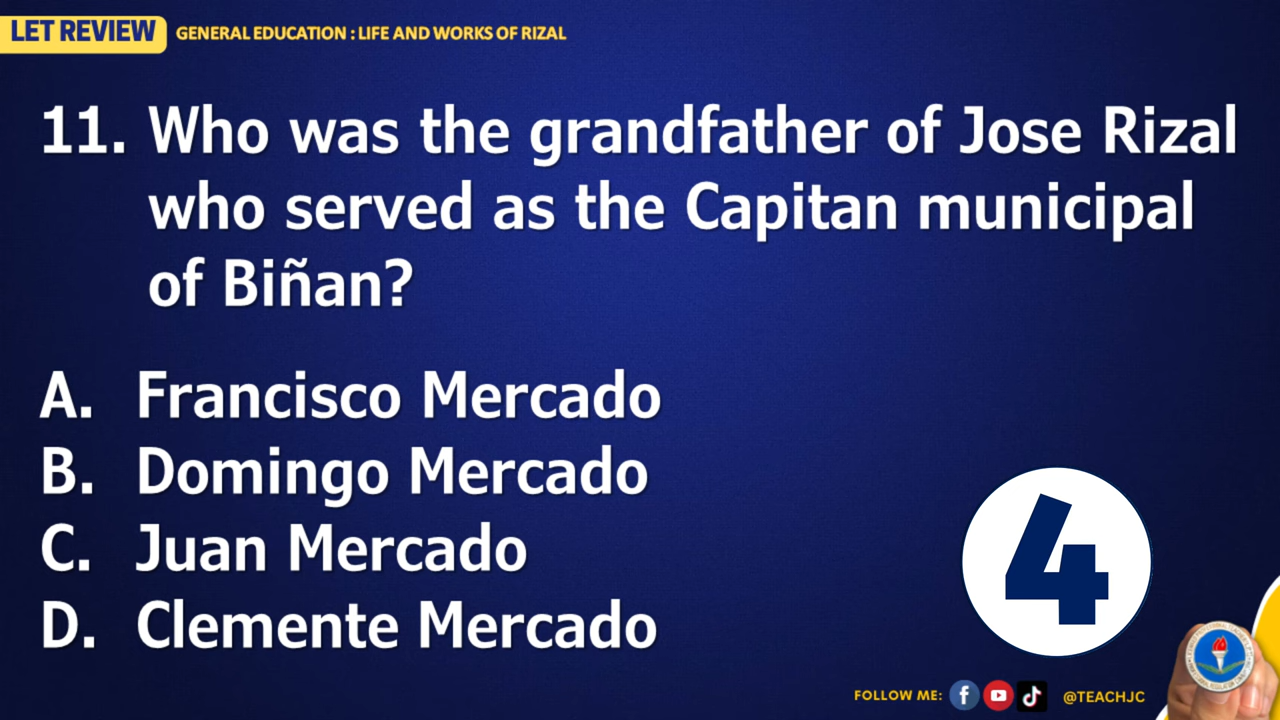 LET REVIEW
GENERAL EDUCATION : LIFE AND WORKS OF RIZAL
11. Who was the grandfather of Jose Rizal
who served as the Capitan municipal
of Biñan?
A. Francisco Mercado
B. Domingo Mercado
C. Juan Mercado
D. Clemente Mercado
4
FOLLOW ME:
@TEACHJC